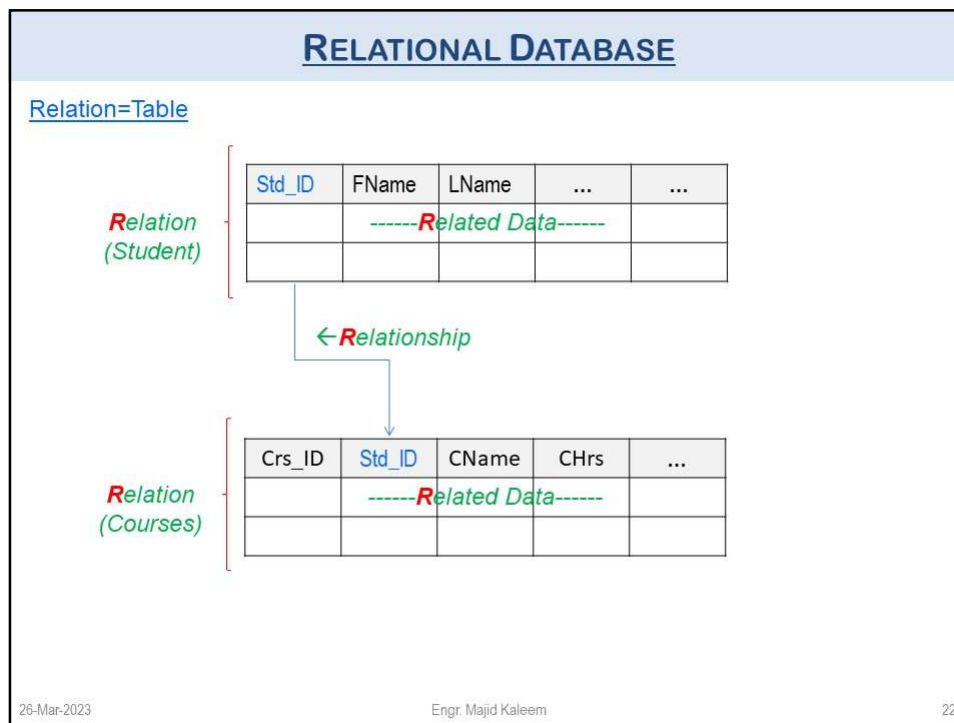 RELATIONAL DATABASE
Relation=Table
Std_ID FName LName ... ...
Relation
(Student)
------Related Data------
←Relationship
Crs_ID Std_ID CName CHrs ...
Relation
(Courses)
------Related Data------
26-Mar-2023 Engr. Majid Kaleem 22